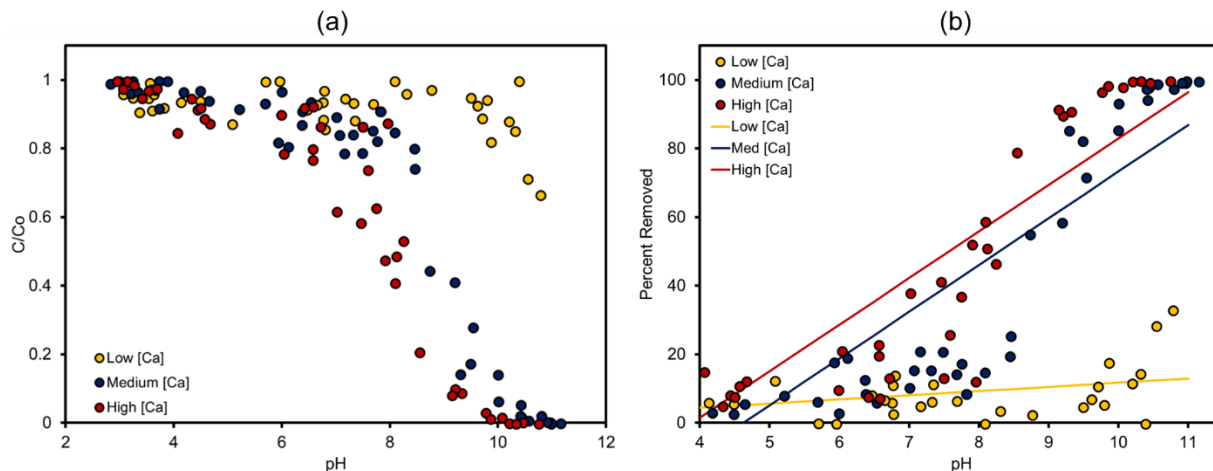 (a)
(b)
C/Co
1
0.8
0.6
0.4
0.2
0
2
4
6
8
10
12
pH
Low [Ca]
Medium [Ca]
High [Ca]
Percent Removed
120
100
80
60
40
20
0
4
5
6
7
8
9
10
11
pH
Low [Ca]
Medium [Ca]
High [Ca]
Low [Ca]
Med [Ca]
High [Ca]